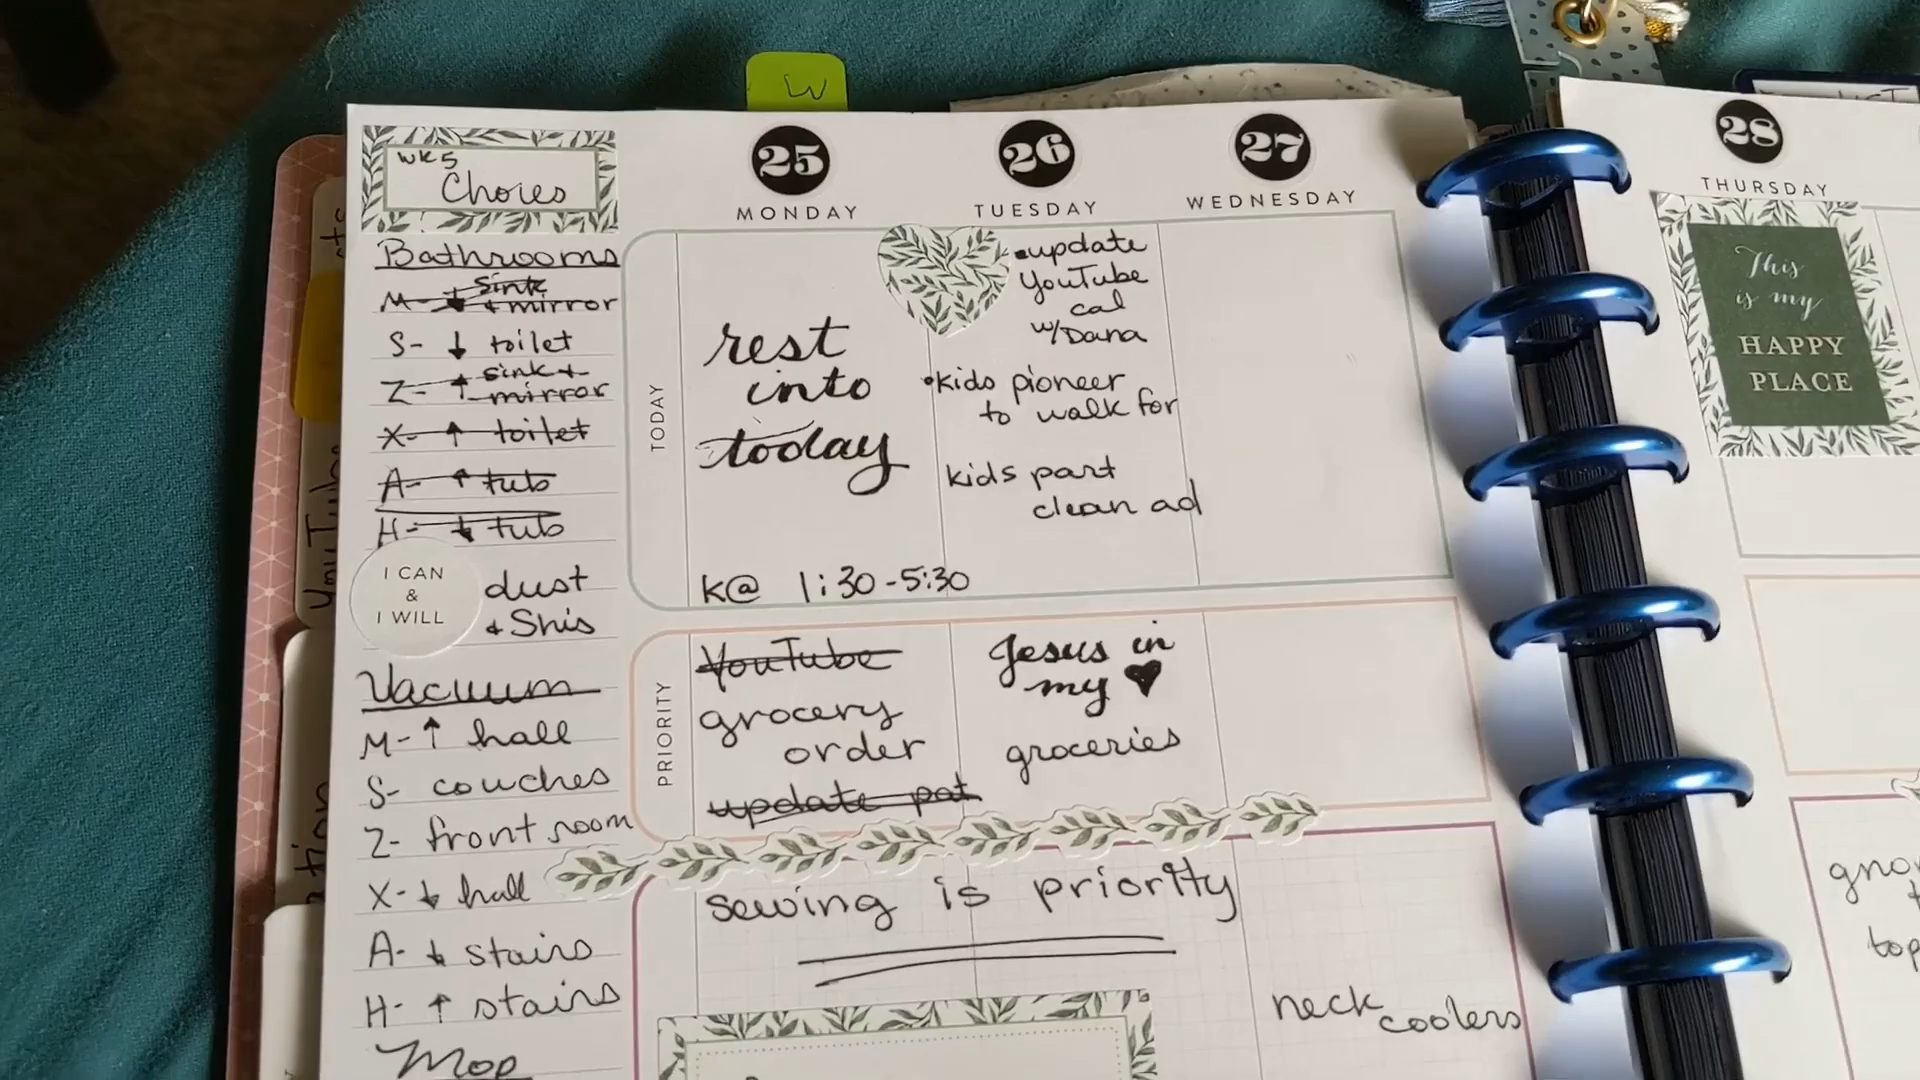 W
wk5
Chores
Bathrooms
M- ↓ sink
+ mirror
S- ↓ toilet
Z- ↑ sink +
mirror
X- ↑ toilet
A- ↑ tub
H- ↓ tub
I CAN
&
I WILL
dust
+ Shis
Vacuum
M- ↑ hall
S- couches
Z- front room
X- ↓ hall
A- ↓ stairs
H- ↑ stairs
Mop
25
MONDAY
26
TUESDAY
27
WEDNESDAY
TODAY
rest
into
today
K@ 1:30-5:30
•update
YouTube
cal
w/Dana
•kids pioneer
to walk for
kids part
clean ad
PRIORITY
YouTube
grocery
order
update pat
Jesus in
my ♥
groceries
sewing is priority
neck coolers
28
THURSDAY
This
is my
HAPPY
PLACE
YouTube